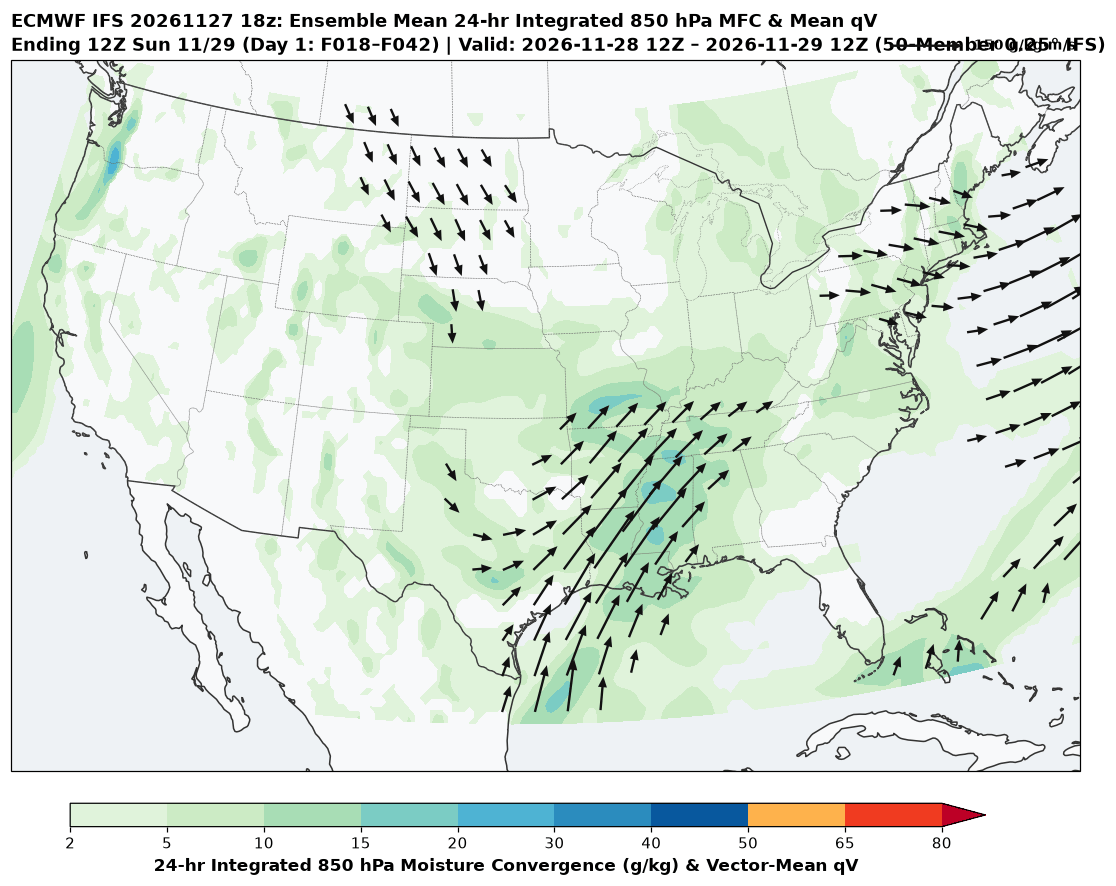 ECMWF IFS 20261127 18z: Ensemble Mean 24-hr Integrated 850 hPa MFC & Mean qV
Ending 12Z Sun 11/29 (Day 1: F018–F042) | Valid: 2026-11-28 12Z – 2026-11-29 12Z (50-Member 0.25° IFS)
2 5 10 15 20 30 40 50 65 80
24-hr Integrated 850 hPa Moisture Convergence (g/kg) & Vector-Mean qV